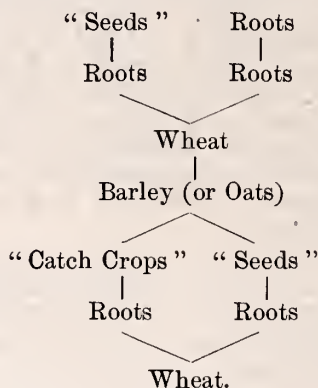 “ Seeds ” Roots
Roots Roots
Wheat
Barley (or Oats)
“ Catch Crops ” “ Seeds ”
Roots Roots
Wheat.